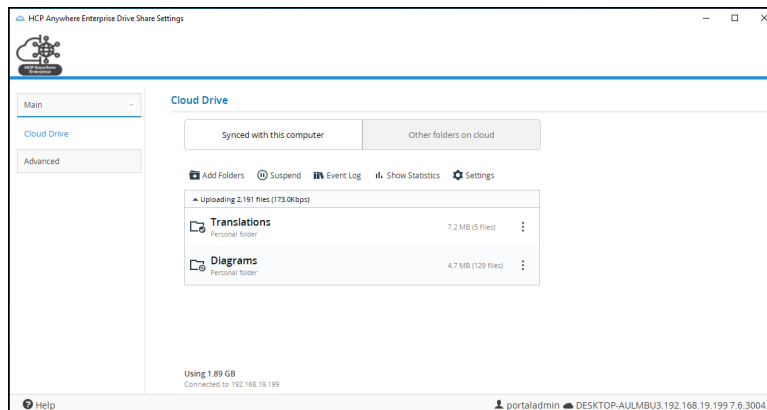 HCP Anywhere Enterprise Drive Share Settings
HCP Anywhere
Enterprise
Main
Cloud Drive
Advanced
Cloud Drive
Synced with this computer
Other folders on cloud
Add Folders
Suspend
Event Log
Show Statistics
Settings
Uploading 2,191 files (173.0Kbps)
Translations
7.2 MB (5 files)
Personal folder
Diagrams
4.7 MB (129 files)
Personal folder
Using 1.89 GB
Connected to 192.168.19.199
Help
portaladmin
DESKTOP-AULMBU3.192.168.19.199 7.6.3004.